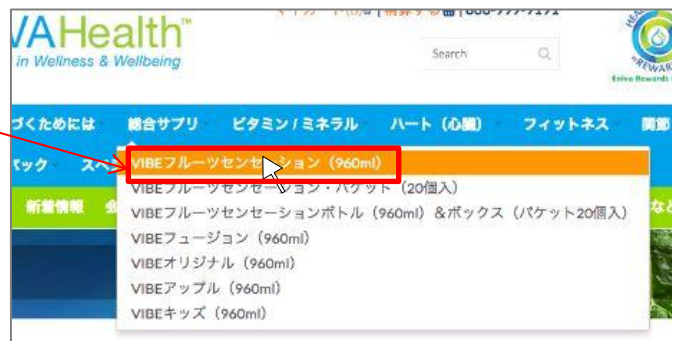 VAHealth™
in Wellness & Wellbeing
Search
づくためには 総合サプリ ビタミン / ミネラル ハート（心臓） フィットネス 関節
パック スペ
VIBEフルーツセンセーション（960ml）
VIBEフルーツセンセーション・パケット（20個入）
新着情報
VIBEフルーツセンセーションボトル（960ml）＆ボックス（パケット20個入）
VIBEフュージョン（960ml）
VIBEオリジナル（960ml）
VIBEアップル（960ml）
VIBEキッズ（960ml）